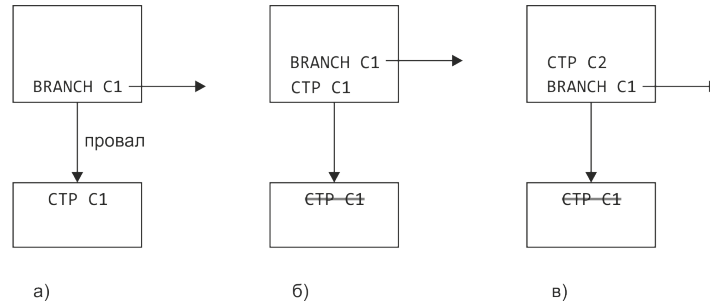 BRANCH C1
провал
CTP C1
а)
BRANCH C1
CTP C1
CTP C1
б)
CTP C2
BRANCH C1
CTP C1
в)